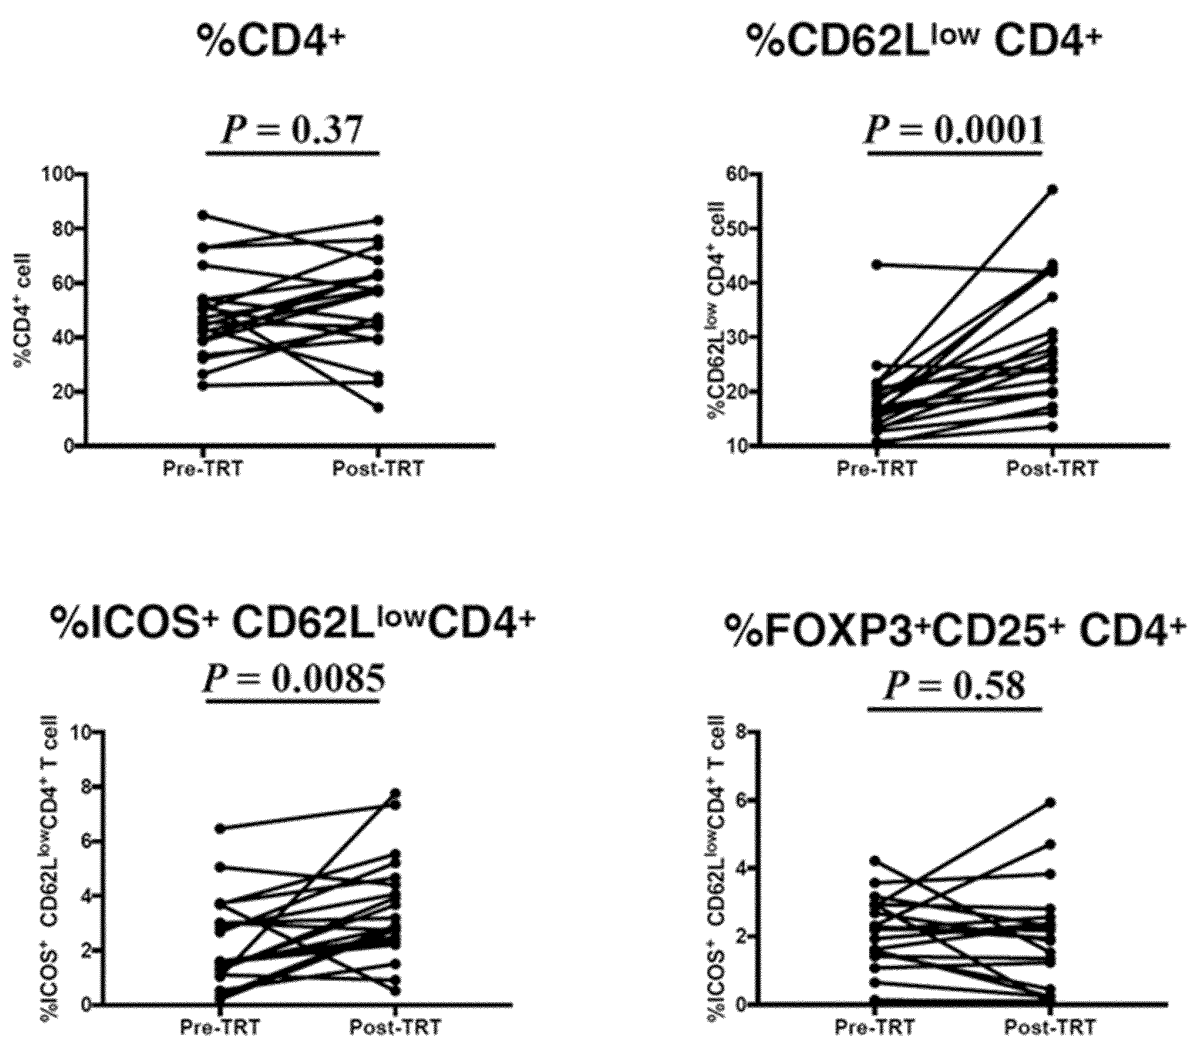 %CD4⁺
P = 0.37
%CD4⁺ cell
100
80
60
40
20
0
Pre-TRT Post-TRT
%CD62Lˡᵒʷ CD4⁺
P = 0.0001
%CD62Lˡᵒʷ CD4⁺ cell
60
50
40
30
20
10
Pre-TRT Post-TRT
%ICOS⁺ CD62LˡᵒʷCD4⁺
P = 0.0085
%ICOS⁺ CD62LˡᵒʷCD4⁺ T cell
10
8
6
4
2
0
Pre-TRT Post-TRT
%FOXP3⁺CD25⁺ CD4⁺
P = 0.58
%ICOS⁺ CD62LˡᵒʷCD4⁺ T cell
8
6
4
2
0
Pre-TRT Post-TRT